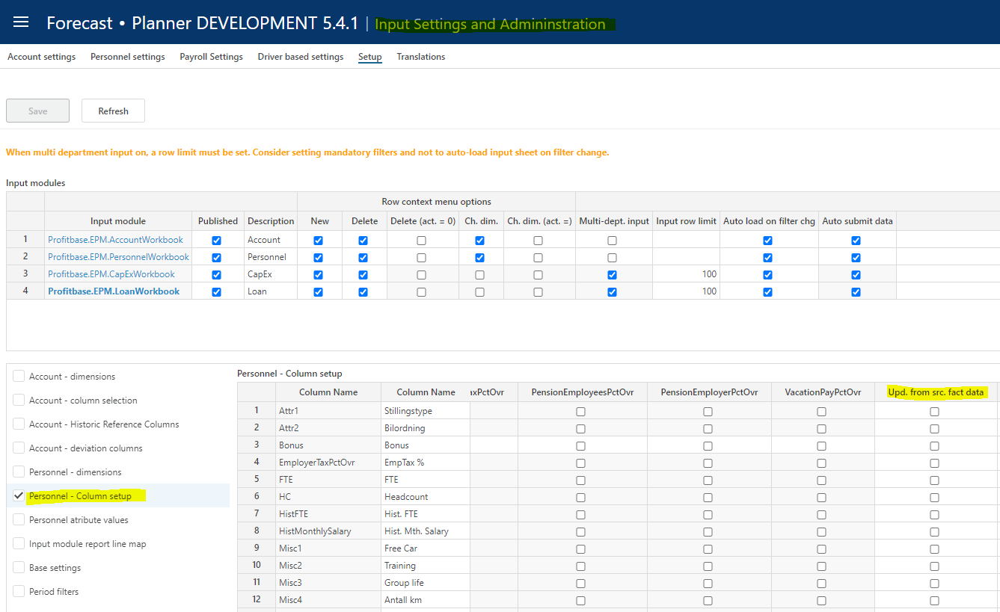 Forecast • Planner DEVELOPMENT 5.4.1 | Input Settings and Admininstration
Account settings Personnel settings Payroll Settings Driver based settings Setup Translations
Save Refresh
When multi department input on, a row limit must be set. Consider setting mandatory filters and not to auto-load input sheet on filter change.
Input modules
Row context menu options
Input module Published Description New Delete Delete (act. = 0) Ch. dim. Ch. dim. (act. =) Multi-dept. input Input row limit Auto load on filter chg Auto submit data
1 Profitbase.EPM.AccountWorkbook Account
2 Profitbase.EPM.PersonnelWorkbook Personnel
3 Profitbase.EPM.CapExWorkbook CapEx 100
4 Profitbase.EPM.LoanWorkbook Loan 100
Account - dimensions
Account - column selection
Account - Historic Reference Columns
Account - deviation columns
Personnel - dimensions
Personnel - Column setup
Personnel atribute values
Input module report line map
Base settings
Period filters
Personnel - Column setup
Column Name Column Name xPctOvr PensionEmployeesPctOvr PensionEmployerPctOvr VacationPayPctOvr Upd. from src. fact data
1 Attr1 Stillingstype
2 Attr2 Bilordning
3 Bonus Bonus
4 EmployerTaxPctOvr EmpTax %
5 FTE FTE
6 HC Headcount
7 HistFTE Hist. FTE
8 HistMonthlySalary Hist. Mth. Salary
9 Misc1 Free Car
10 Misc2 Training
11 Misc3 Group life
12 Misc4 Antall km